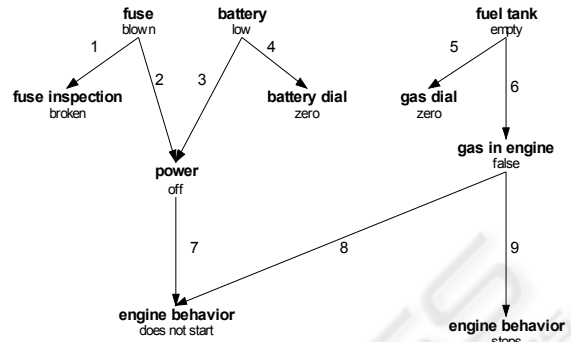 fuse
blown
battery
low
fuel tank
empty
1
2
3
4
5
6
fuse inspection
broken
battery dial
zero
gas dial
zero
power
off
gas in engine
false
7
8
9
engine behavior
does not start
engine behavior
stops